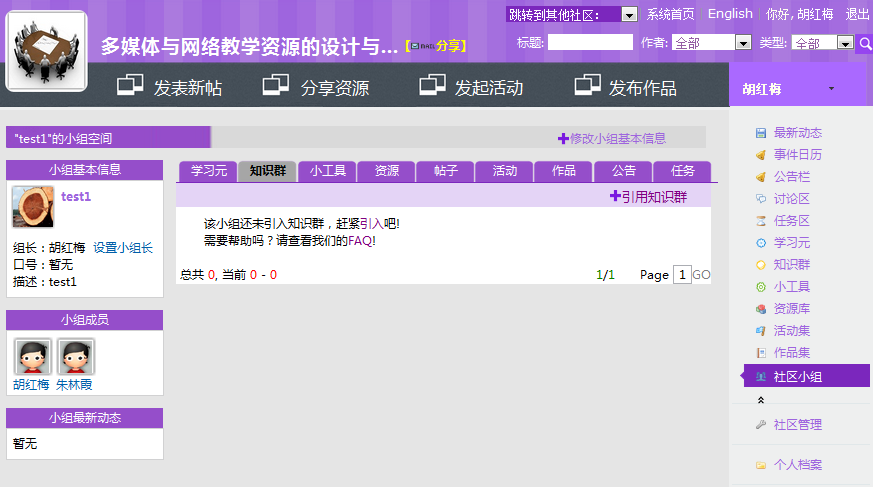 跳转到其他社区： 系统首页 English 你好, 胡红梅 退出
多媒体与网络教学资源的设计与... 【分享】 标题: 作者: 全部 类型: 全部
发表新帖 分享资源 发起活动 发布作品
胡红梅
"test1"的小组空间 修改小组基本信息
小组基本信息
test1
组长：胡红梅 设置小组长
口号：暂无
描述：test1
小组成员
胡红梅 朱林霞
小组最新动态
暂无
学习元 知识群 小工具 资源 帖子 活动 作品 公告 任务
引用知识群
该小组还未引入知识群，赶紧引入吧!
需要帮助吗？请查看我们的FAQ!
总共 0, 当前 0 - 0 1/1 Page 1 GO
最新动态
事件日历
公告栏
讨论区
任务区
学习元
知识群
小工具
资源库
活动集
作品集
社区小组
社区管理
个人档案